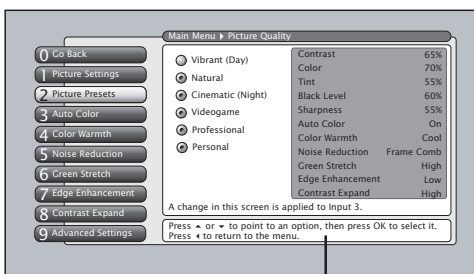 Main Menu ▸ Picture Quality
0 Go Back
1 Picture Settings
2 Picture Presets
3 Auto Color
4 Color Warmth
5 Noise Reduction
6 Green Stretch
7 Edge Enhancement
8 Contrast Expand
9 Advanced Settings
Vibrant (Day)
Natural
Cinematic (Night)
Videogame
Professional
Personal
Contrast 65%
Color 70%
Tint 55%
Black Level 60%
Sharpness 55%
Auto Color On
Color Warmth Cool
Noise Reduction Frame Comb
Green Stretch High
Edge Enhancement Low
Contrast Expand High
A change in this screen is applied to Input 3.
Press ▲ or ▼ to point to an option, then press OK to select it.
Press ◂ to return to the menu.